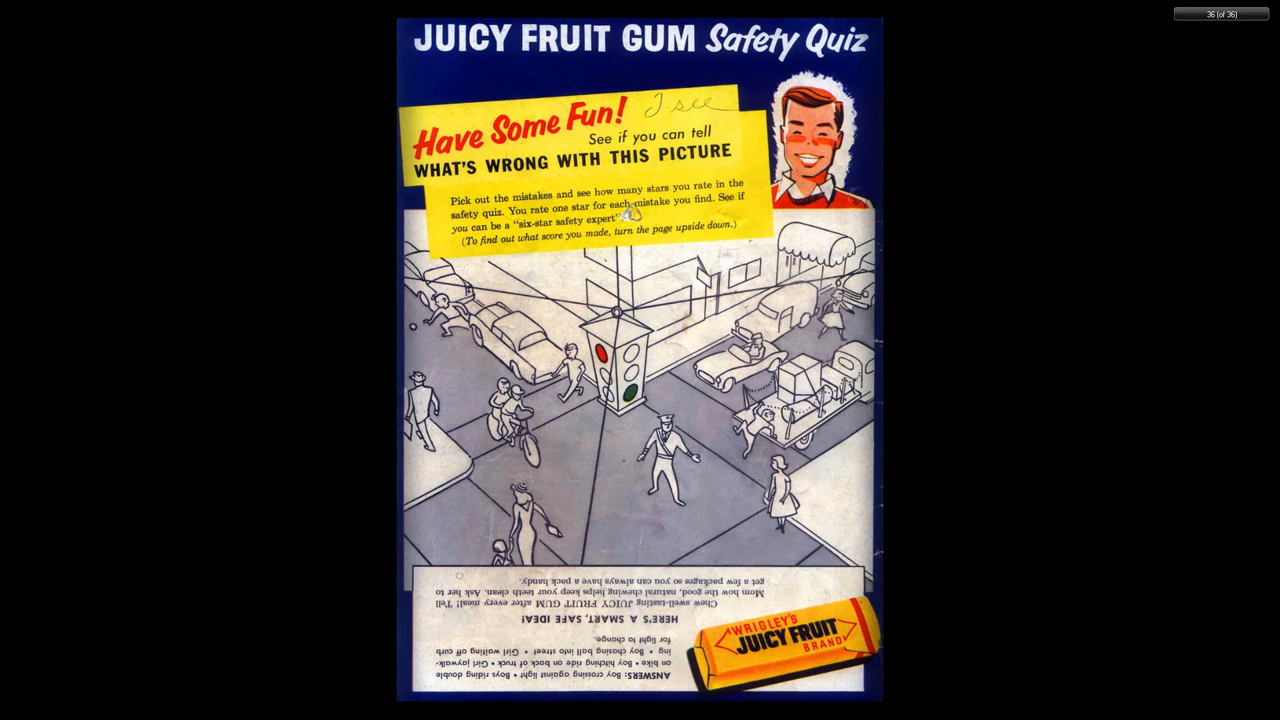 36 (of 36)
JUICY FRUIT GUM Safety Quiz
Have Some Fun! I see
See if you can tell
WHAT'S WRONG WITH THIS PICTURE
Pick out the mistakes and see how many stars you rate in the
safety quiz. You rate one star for each mistake you find. See if
you can be a "six-star safety expert"
(To find out what score you made, turn the page upside down.)
ANSWERS: Boy crossing against light • Boys riding double
on bike • Boy hitching ride on back of truck • Girl jaywalk-
ing • Boy chasing ball into street • Girl waiting off curb
for light to change.
HERE'S A SMART, SAFE IDEA!
Chew swell-tasting JUICY FRUIT GUM after every meal! Tell
Mom how the good, natural chewing helps keep your teeth clean. Ask her to
get a few packages so you can always have a pack handy.
WRIGLEY'S
JUICY FRUIT
BRAND